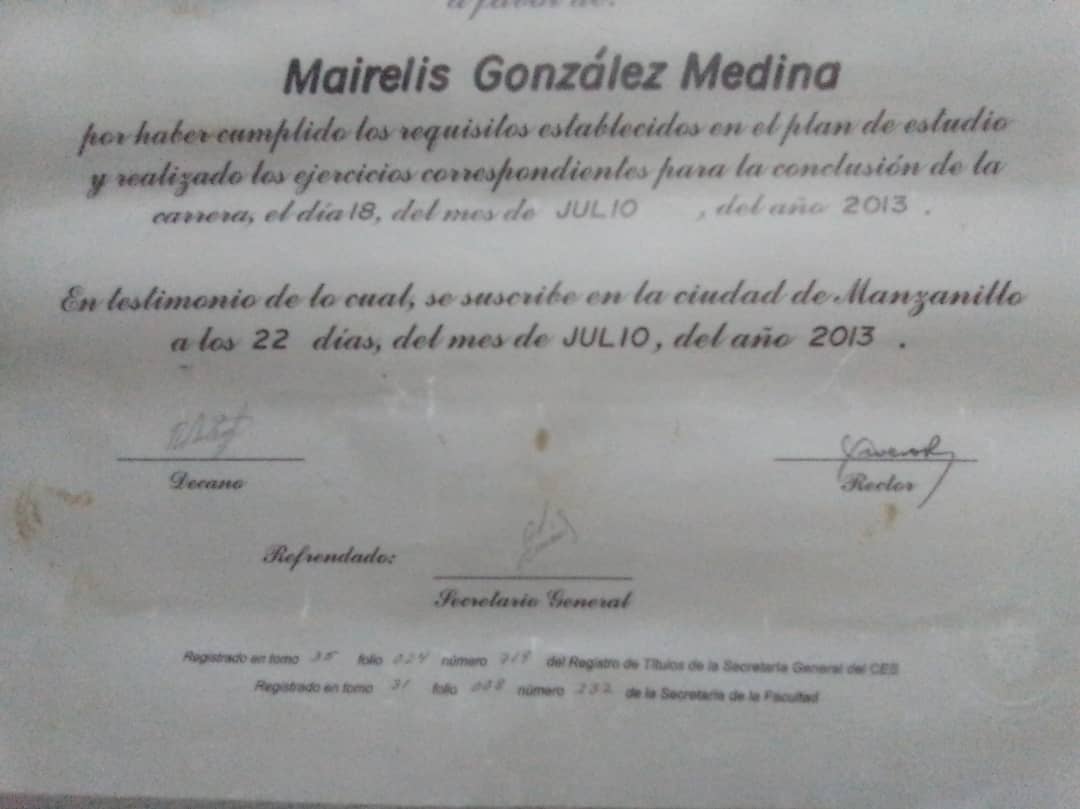 a favor de:
Mairelis González Medina
por haber cumplido los requisitos establecidos en el plan de estudio
y realizado los ejercicios correspondientes para la conclusión de la
carrera, el día 18, del mes de JULIO , del año 2013 .
En testimonio de lo cual, se suscribe en la ciudad de Manzanillo
a los 22 días, del mes de JULIO, del año 2013 .
Decano
Rector
Refrendado:
Secretario General
Registrado en tomo folio número del Registro de Títulos de la Secretaría General del CES
Registrado en tomo 31 folio número 232 de la Secretaría de la Facultad